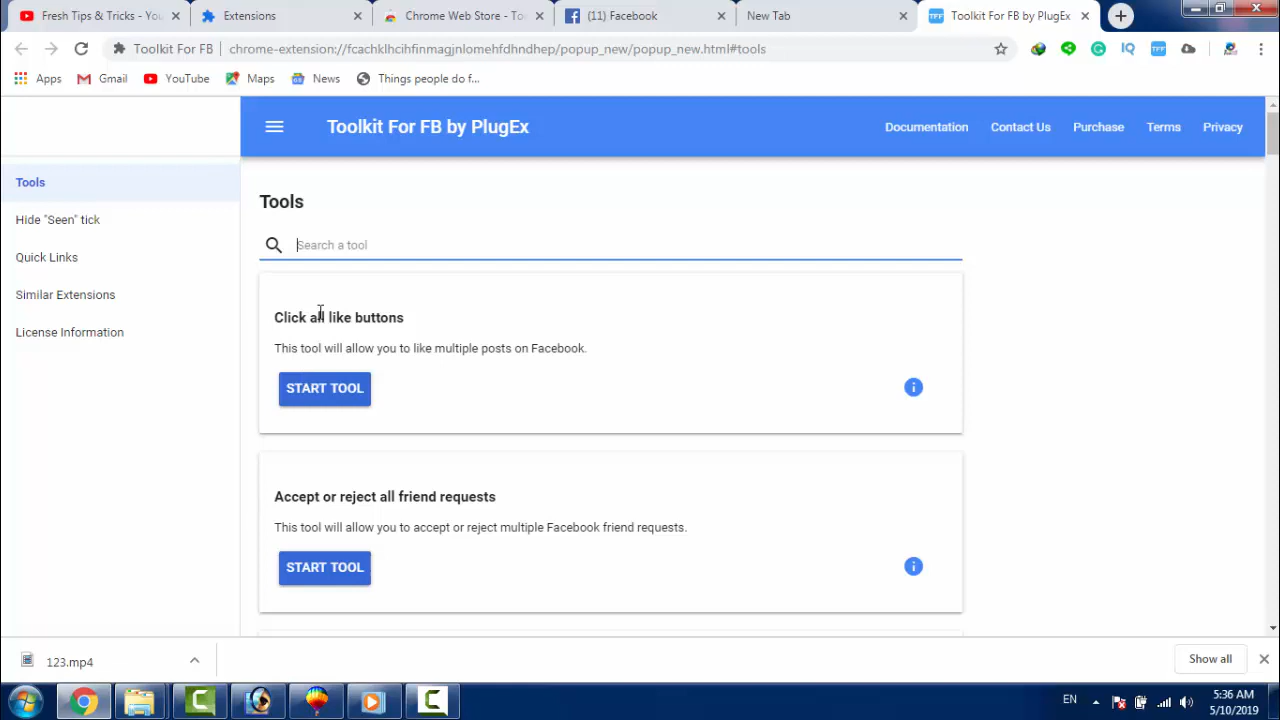 Fresh Tips & Tricks - You
Extensions
Chrome Web Store - To
(11) Facebook
New Tab
Toolkit For FB by PlugEx
Toolkit For FB
chrome-extension://fcachklhcihfinmagjnlomehfdhndhep/popup_new/popup_new.html#tools
Apps
Gmail
YouTube
Maps
News
Things people do f...
Toolkit For FB by PlugEx
Documentation
Contact Us
Purchase
Terms
Privacy
Tools
Hide "Seen" tick
Quick Links
Similar Extensions
License Information
Tools
Search a tool
Click all like buttons
This tool will allow you to like multiple posts on Facebook.
START TOOL
Accept or reject all friend requests
This tool will allow you to accept or reject multiple Facebook friend requests.
START TOOL
123.mp4
Show all
EN
5:36 AM
5/10/2019